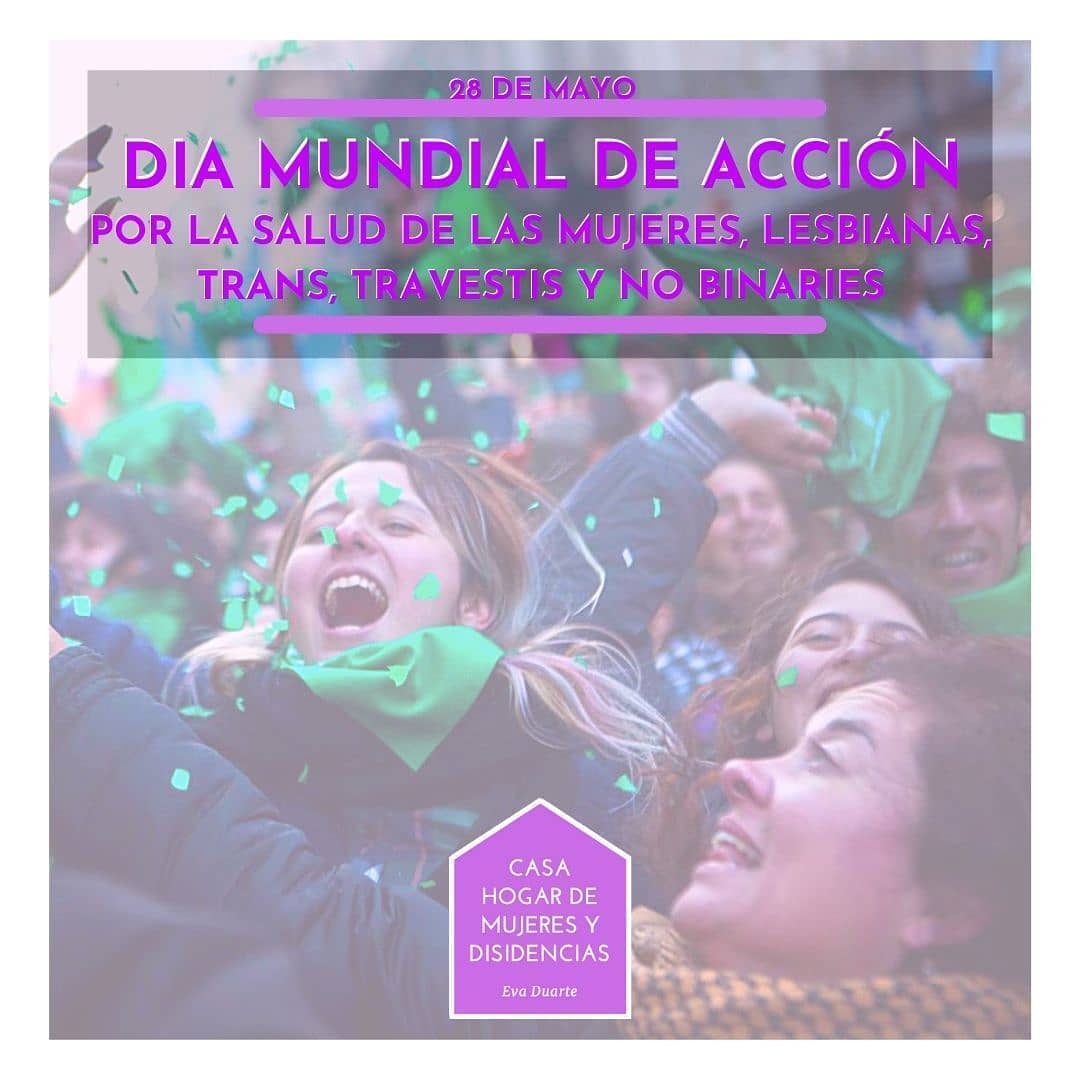 28 DE MAYO
DIA MUNDIAL DE ACCIÓN
POR LA SALUD DE LAS MUJERES, LESBIANAS,
TRANS, TRAVESTIS Y NO BINARIES
CASA
HOGAR DE
MUJERES Y
DISIDENCIAS
Eva Duarte